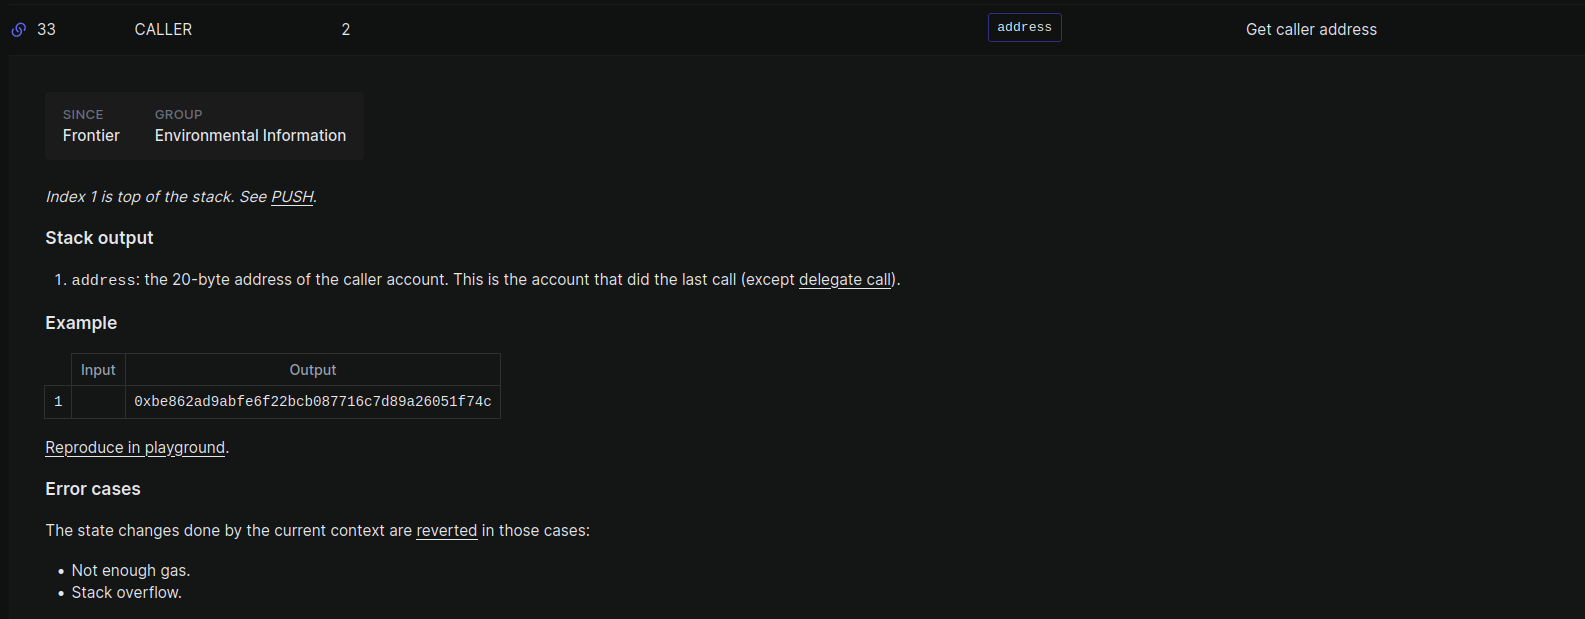 33 CALLER 2 address Get caller address
SINCE GROUP
Frontier Environmental Information
Index 1 is top of the stack. See PUSH.
Stack output
1. address: the 20-byte address of the caller account. This is the account that did the last call (except delegate call).
Example
Input Output
1 0xbe862ad9abfe6f22bcb087716c7d89a26051f74c
Reproduce in playground.
Error cases
The state changes done by the current context are reverted in those cases:
• Not enough gas.
• Stack overflow.